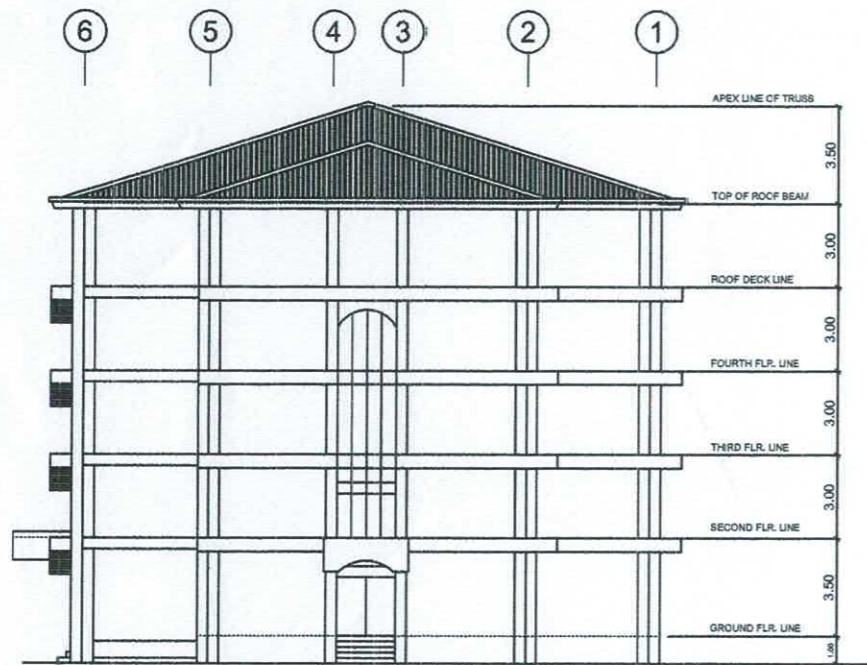 6 5 4 3 2 1
APEX LINE OF TRUSS
3.50
TOP OF ROOF BEAM
3.00
ROOF DECK LINE
3.00
FOURTH FLR. LINE
3.00
THIRD FLR. LINE
3.00
SECOND FLR. LINE
3.50
GROUND FLR. LINE
1.00